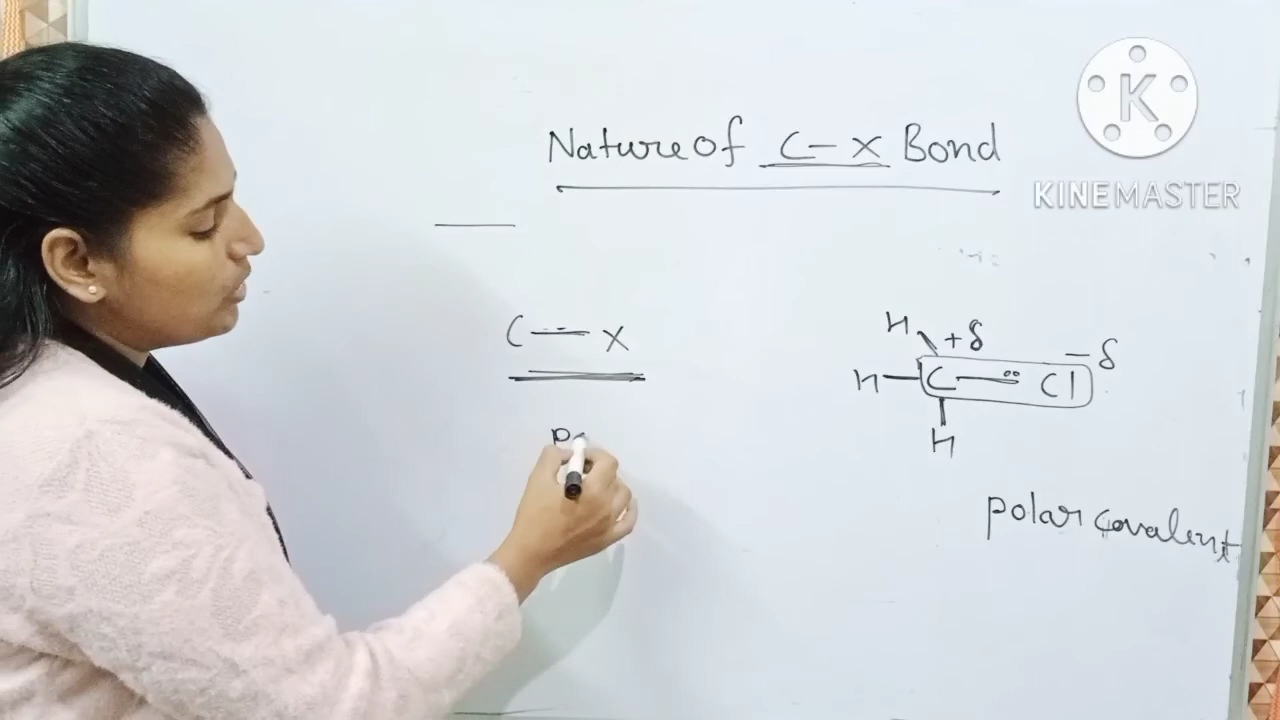 Nature of C - X Bond
K
KINEMASTER
C — X
H +δ -δ
H — C — Cl
H
polar covalent